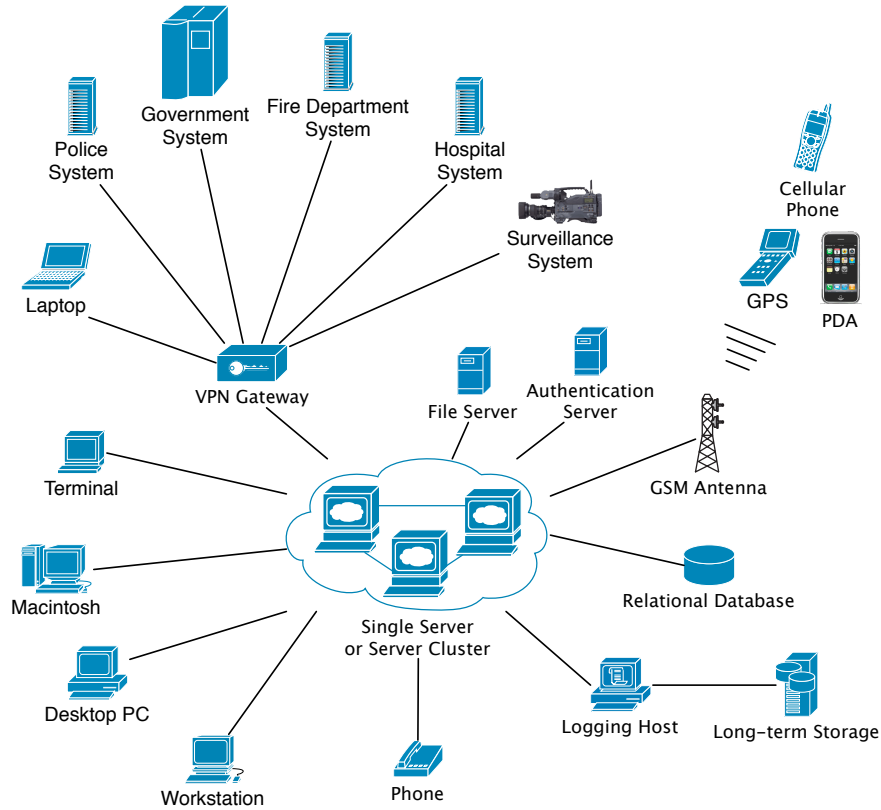 Government
System
Fire Department
System
Police
System
Hospital
System
Cellular
Phone
Surveillance
System
Laptop
GPS
PDA
VPN Gateway
File Server
Authentication
Server
Terminal
GSM Antenna
Macintosh
Relational Database
Single Server
or Server Cluster
Desktop PC
Logging Host
Long-term Storage
Workstation
Phone